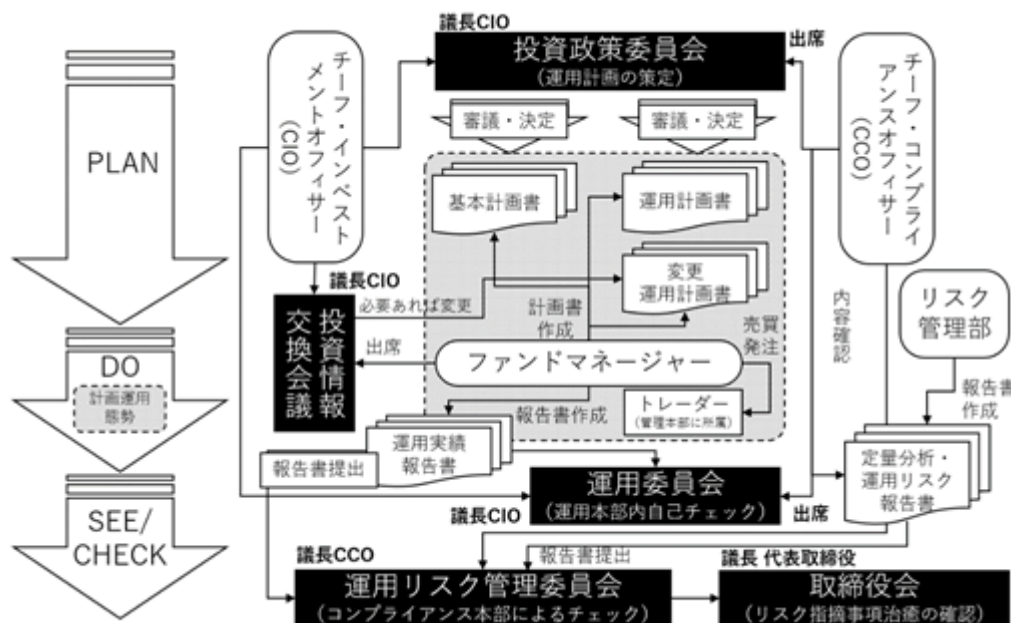 議長CIO
投資政策委員会
(運用計画の策定)
出席
チーフ・インベスト
メントオフィサー
(CIO)
チーフ・コンプライ
アンスオフィサー
(CCO)
審議・決定
審議・決定
PLAN
基本計画書
運用計画書
変更
運用計画書
議長CIO
必要あれば変更
計画書
作成
売買
発注
内容確認
リスク
管理部
投資情報
交換会議
出席
ファンドマネージャー
DO
計画運用
態勢
報告書作成
トレーダー
(管理本部に所属)
報告書
作成
運用実績
報告書
報告書提出
定量分析・
運用リスク
報告書
運用委員会
(運用本部内自己チェック)
議長CIO
出席
SEE/
CHECK
議長CCO
報告書提出
議長 代表取締役
運用リスク管理委員会
(コンプライアンス本部によるチェック)
取締役会
(リスク指摘事項治癒の確認)